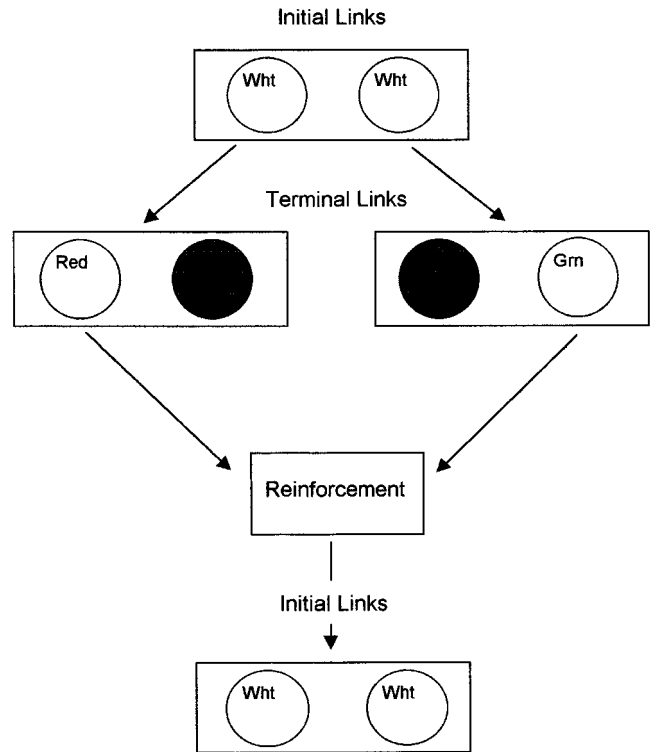 Initial Links
Wht Wht
Terminal Links
Red Grn
Reinforcement
Initial Links
Wht Wht